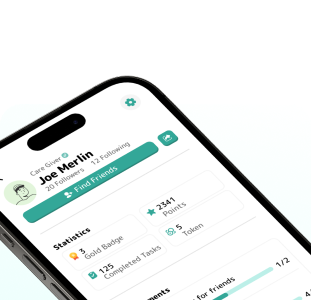 Care Giver
Joe Merlin
20 Followers 12 Following
Find Friends
Statistics
3
Gold Badge
2341
Points
125
Completed Tasks
5
Token
for friends
1/2